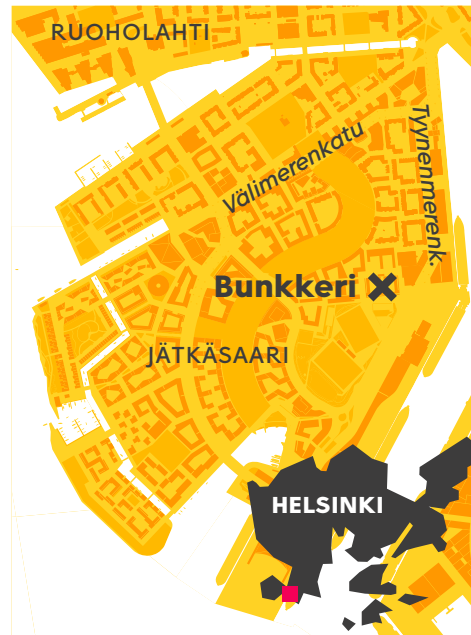 RUOHOLAHTI
Välimerenkatu
Tyynenmerenk.
Bunkkeri
JÄTKÄSAARI
HELSINKI